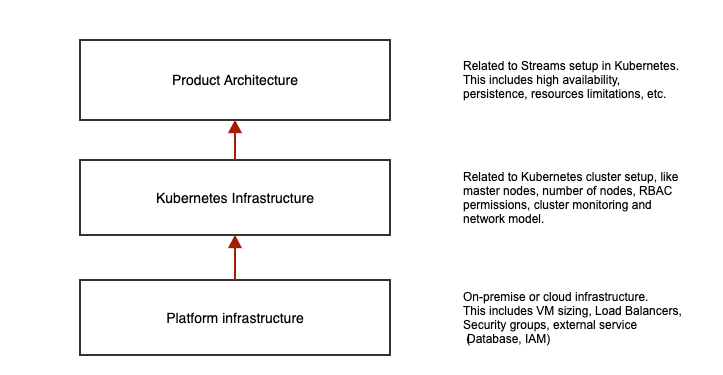 Product Architecture
Related to Streams setup in Kubernetes.
This includes high availability,
persistence, resources limitations, etc.
Kubernetes Infrastructure
Related to Kubernetes cluster setup, like
master nodes, number of nodes, RBAC
permissions, cluster monitoring and
network model.
Platform infrastructure
On-premise or cloud infrastructure.
This includes VM sizing, Load Balancers,
Security groups, external service
(Database, IAM)